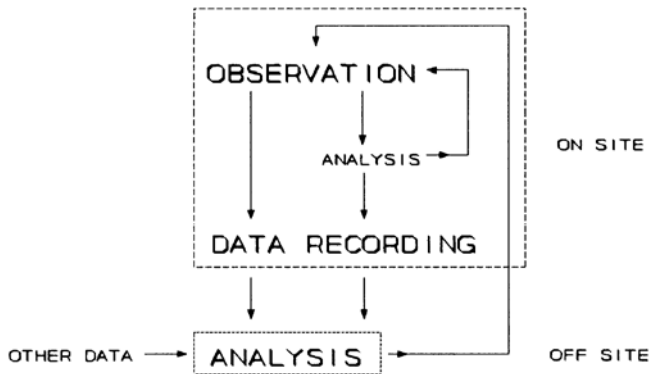 OBSERVATION
ANALYSIS
ON SITE
DATA RECORDING
OTHER DATA
ANALYSIS
OFF SITE